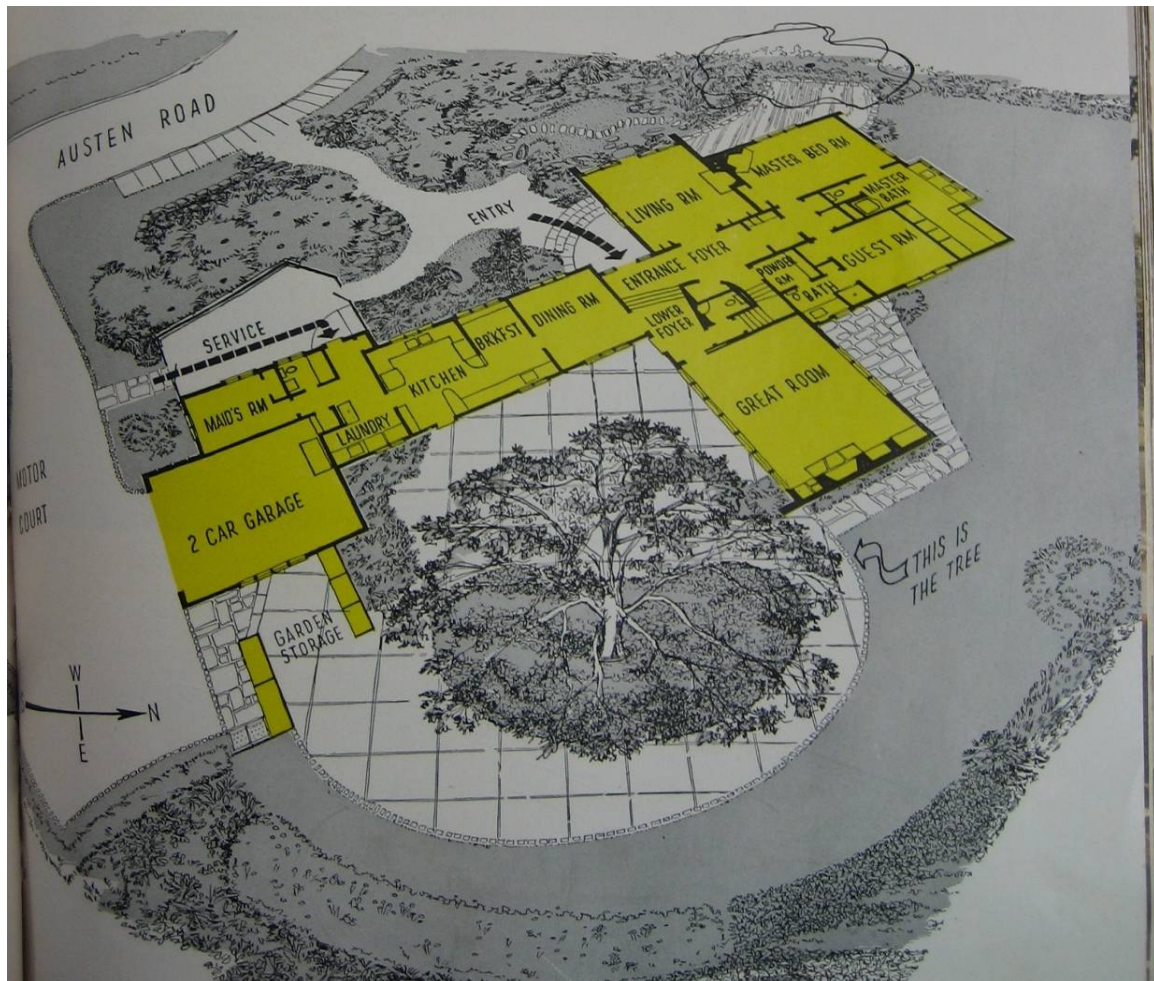 AUSTEN ROAD
ENTRY
SERVICE
LIVING RM
MASTER BED RM
MASTER
BATH
ENTRANCE FOYER
POWDER
RM
GUEST RM
BATH
LOWER
FOYER
DINING RM
BRKFST
KITCHEN
MAID'S RM
LAUNDRY
GREAT ROOM
2 CAR GARAGE
MOTOR
COURT
GARDEN
STORAGE
THIS IS
THE TREE
W
N
E